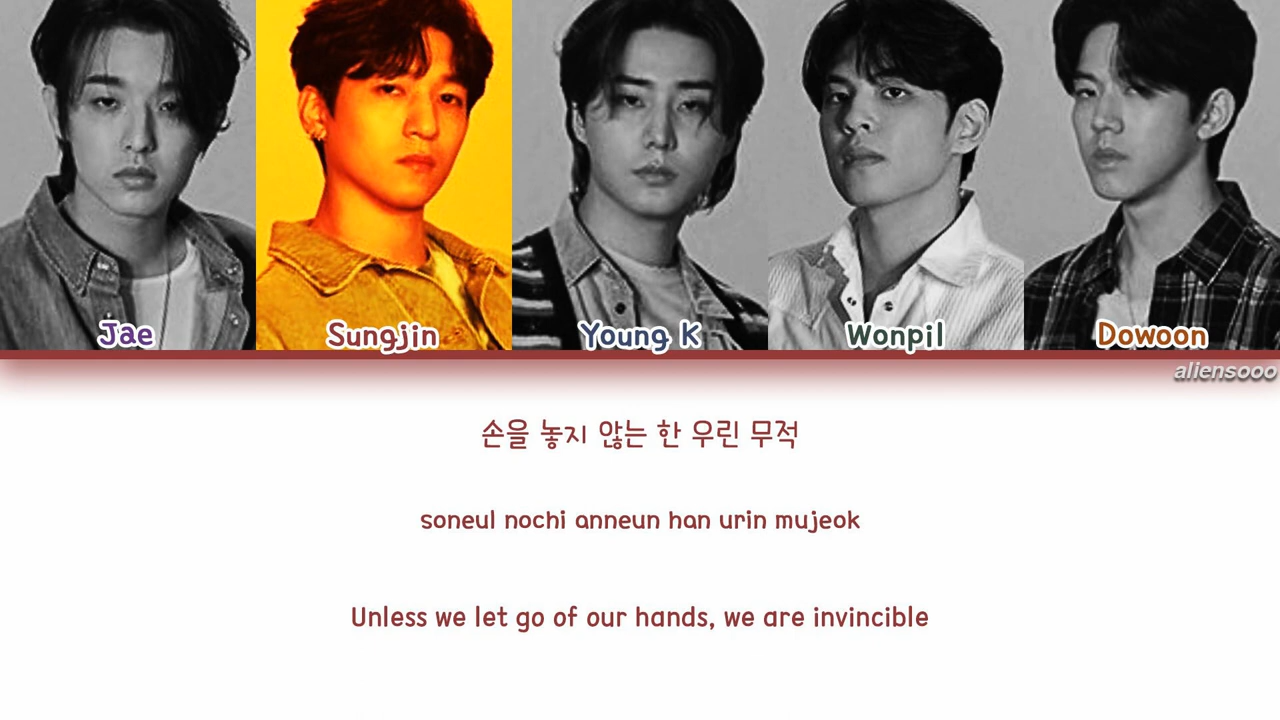 Jae Sungjin Young K Wonpil Dowoon
aliensooo
손을 놓지 않는 한 우린 무적
soneul nochi anneun han urin mujeok
Unless we let go of our hands, we are invincible